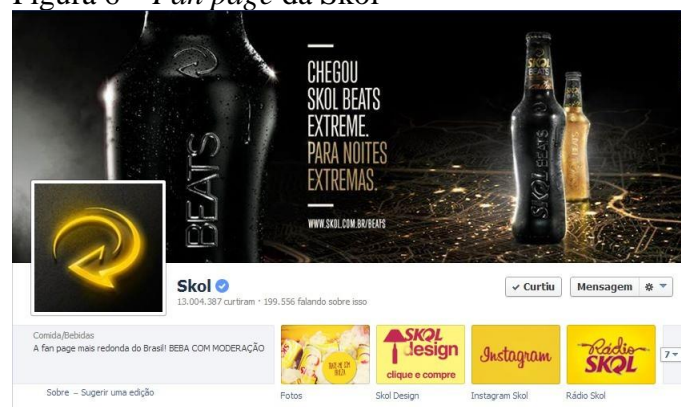 Figura 6 – Fan page da Skol
CHEGOU
SKOL BEATS
EXTREME.
PARA NOITES
EXTREMAS.
WWW.SKOL.COM.BR/BEATS
BEATS
SKOL
BEATS
SKOL BEATS
Skol
13.004.387 curtiram · 199.556 falando sobre isso
✓ Curtiu
Mensagem
Comida/Bebidas
A fan page mais redonda do Brasil! BEBA COM MODERAÇÃO
Sobre – Sugerir uma edição
Fotos
SKOL
design
clique e compre
Skol Design
Instagram
Instagram Skol
Rádio
SKOL
Rádio Skol
7